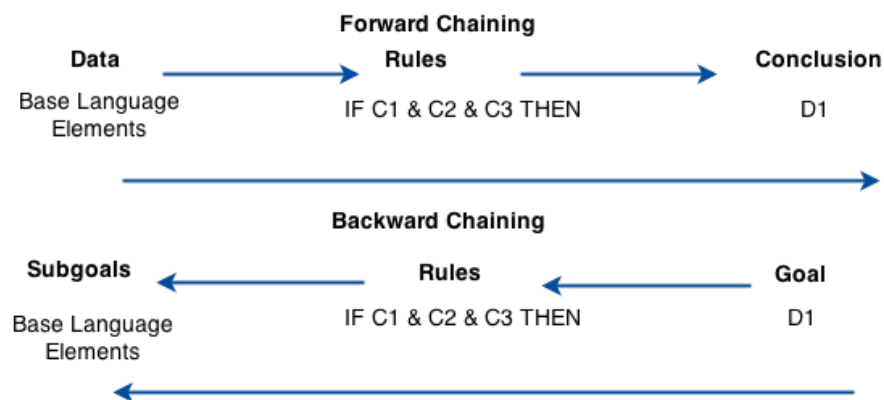 Forward Chaining
Data
Rules
Conclusion
Base Language
Elements
IF C1 & C2 & C3 THEN
D1
Backward Chaining
Subgoals
Rules
Goal
Base Language
Elements
IF C1 & C2 & C3 THEN
D1